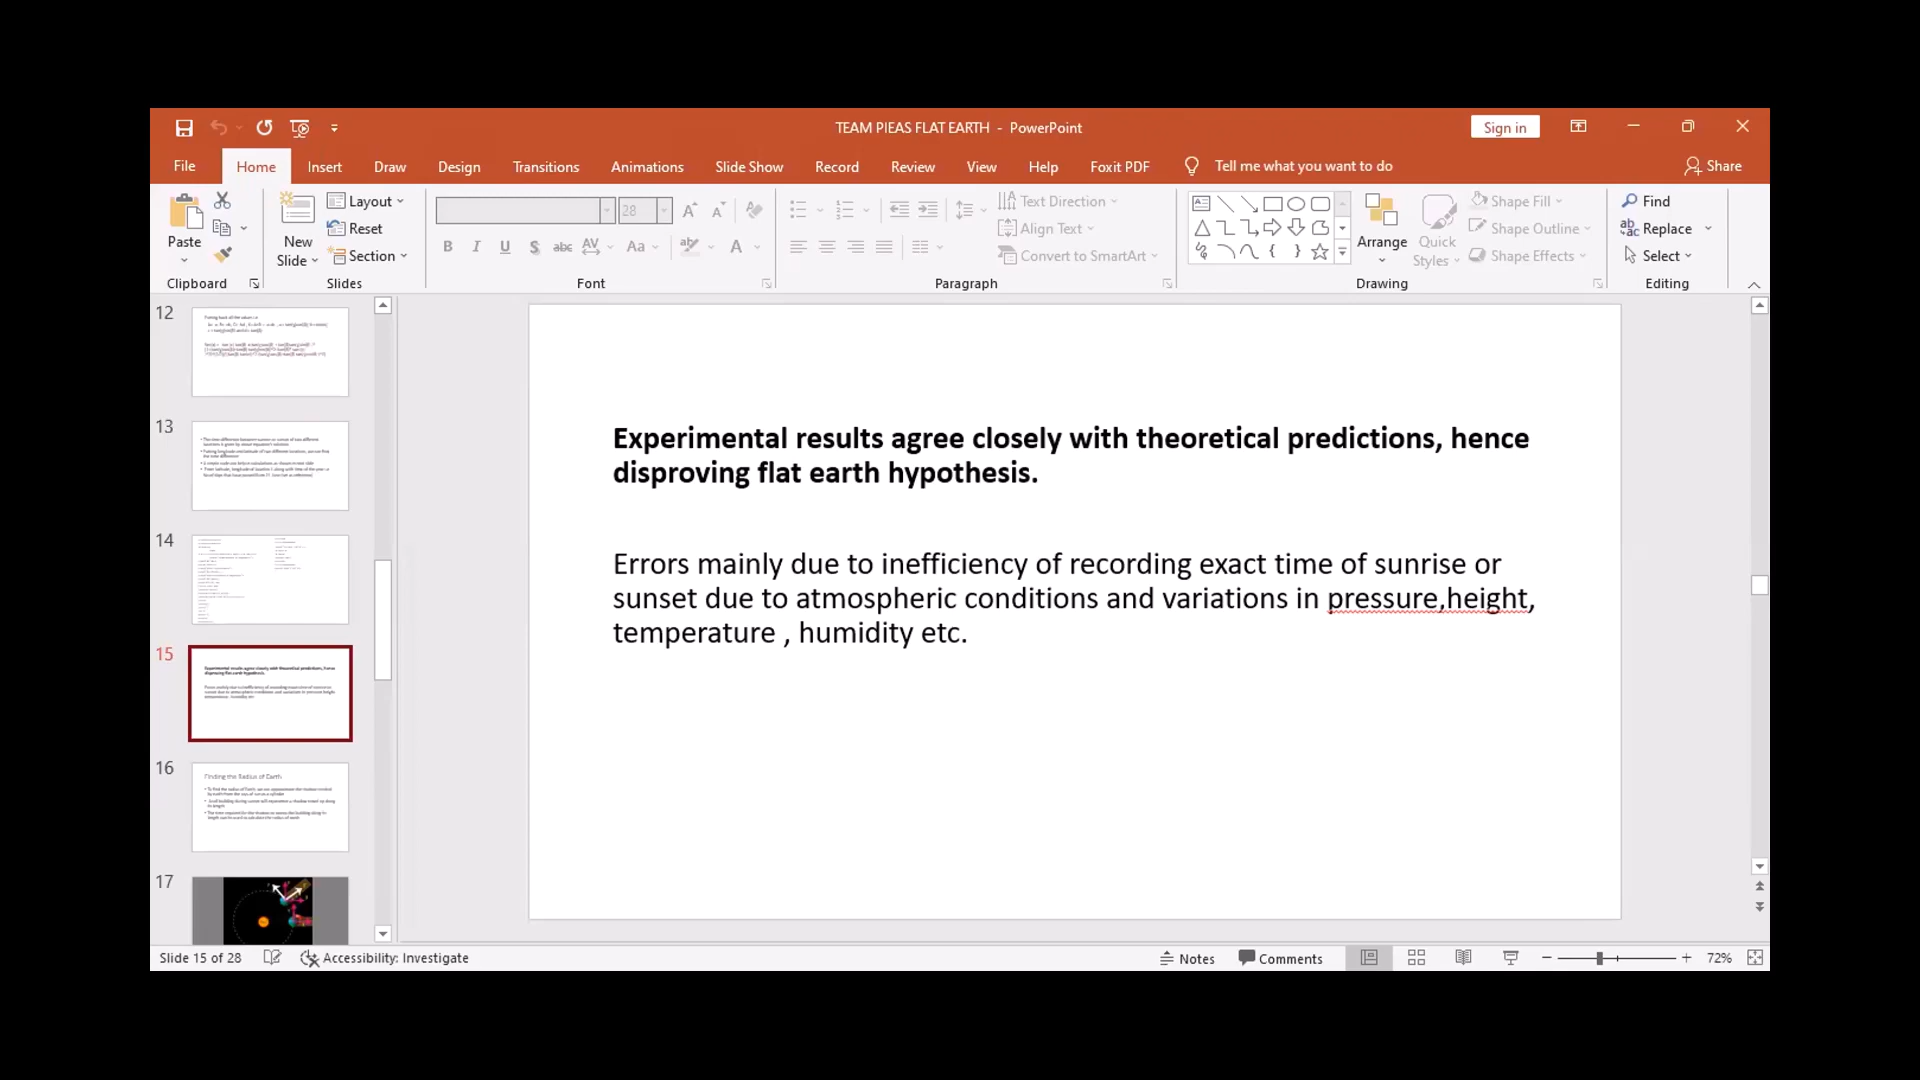 TEAM PIEAS FLAT EARTH - PowerPoint
Sign in
File Home Insert Draw Design Transitions Animations Slide Show Record Review View Help Foxit PDF Tell me what you want to do Share
Paste
New Slide
Layout
Reset
Section
28
Text Direction
Align Text
Convert to SmartArt
Arrange
Quick Styles
Shape Fill
Shape Outline
Shape Effects
Find
Replace
Select
Clipboard Slides Font Paragraph Drawing Editing
12
13
14
15
16
Finding the Radius of Earth
17
Experimental results agree closely with theoretical predictions, hence
disproving flat earth hypothesis.
Errors mainly due to inefficiency of recording exact time of sunrise or
sunset due to atmospheric conditions and variations in pressure,height,
temperature , humidity etc.
Slide 15 of 28 Accessibility: Investigate Notes Comments 72%